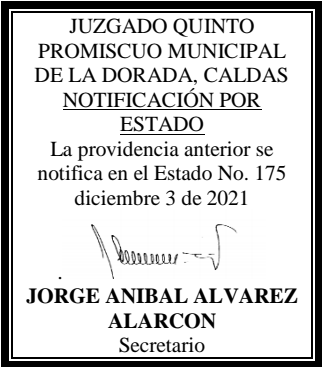 JUZGADO QUINTO
PROMISCUO MUNICIPAL
DE LA DORADA, CALDAS
NOTIFICACIÓN POR
ESTADO
La providencia anterior se
notifica en el Estado No. 175
diciembre 3 de 2021
JORGE ANIBAL ALVAREZ
ALARCON
Secretario